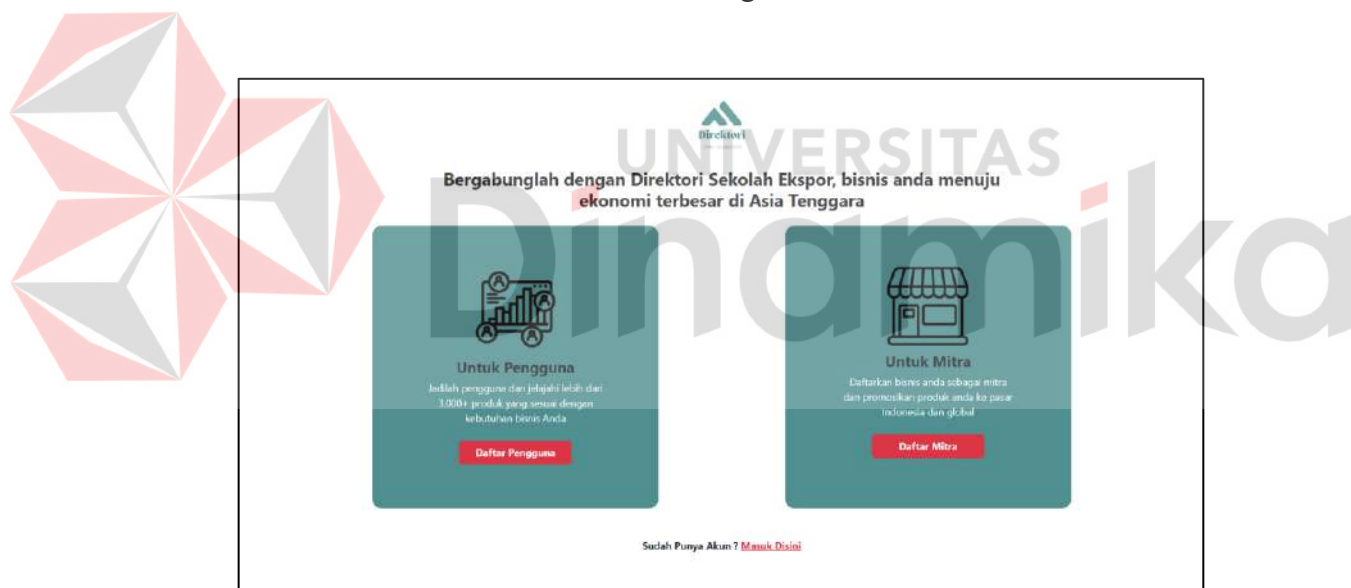 Direktori
UNIVERSITAS
Dinamika
Bergabunglah dengan Direktori Sekolah Ekspor, bisnis anda menuju
ekonomi terbesar di Asia Tenggara
Untuk Pengguna
Jadilah pengguna dan jelajahi lebih dari
3.000+ produk yang sesuai dengan
kebutuhan bisnis Anda
Daftar Pengguna
Untuk Mitra
Daftarkan bisnis anda sebagai mitra
dan promosikan produk anda ke pasar
Indonesia dan global
Daftar Mitra
Sudah Punya Akun ? Masuk Disini